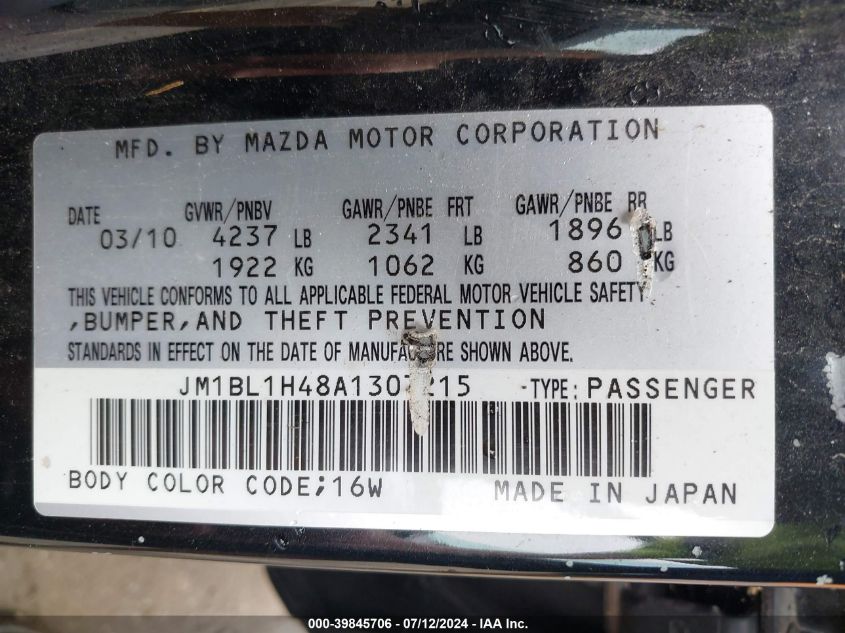 MFD. BY MAZDA MOTOR CORPORATION
DATE GVWR/PNBV GAWR/PNBE FRT GAWR/PNBE RR
03/10 4237 LB 2341 LB 1896 LB
1922 KG 1062 KG 860 KG
THIS VEHICLE CONFORMS TO ALL APPLICABLE FEDERAL MOTOR VEHICLE SAFETY
,BUMPER,AND THEFT PREVENTION
STANDARDS IN EFFECT ON THE DATE OF MANUFACTURE SHOWN ABOVE.
JM1BL1H48A1307215 -TYPE: PASSENGER
BODY COLOR CODE;16W MADE IN JAPAN
000-39845706 - 07/12/2024 - IAA Inc.